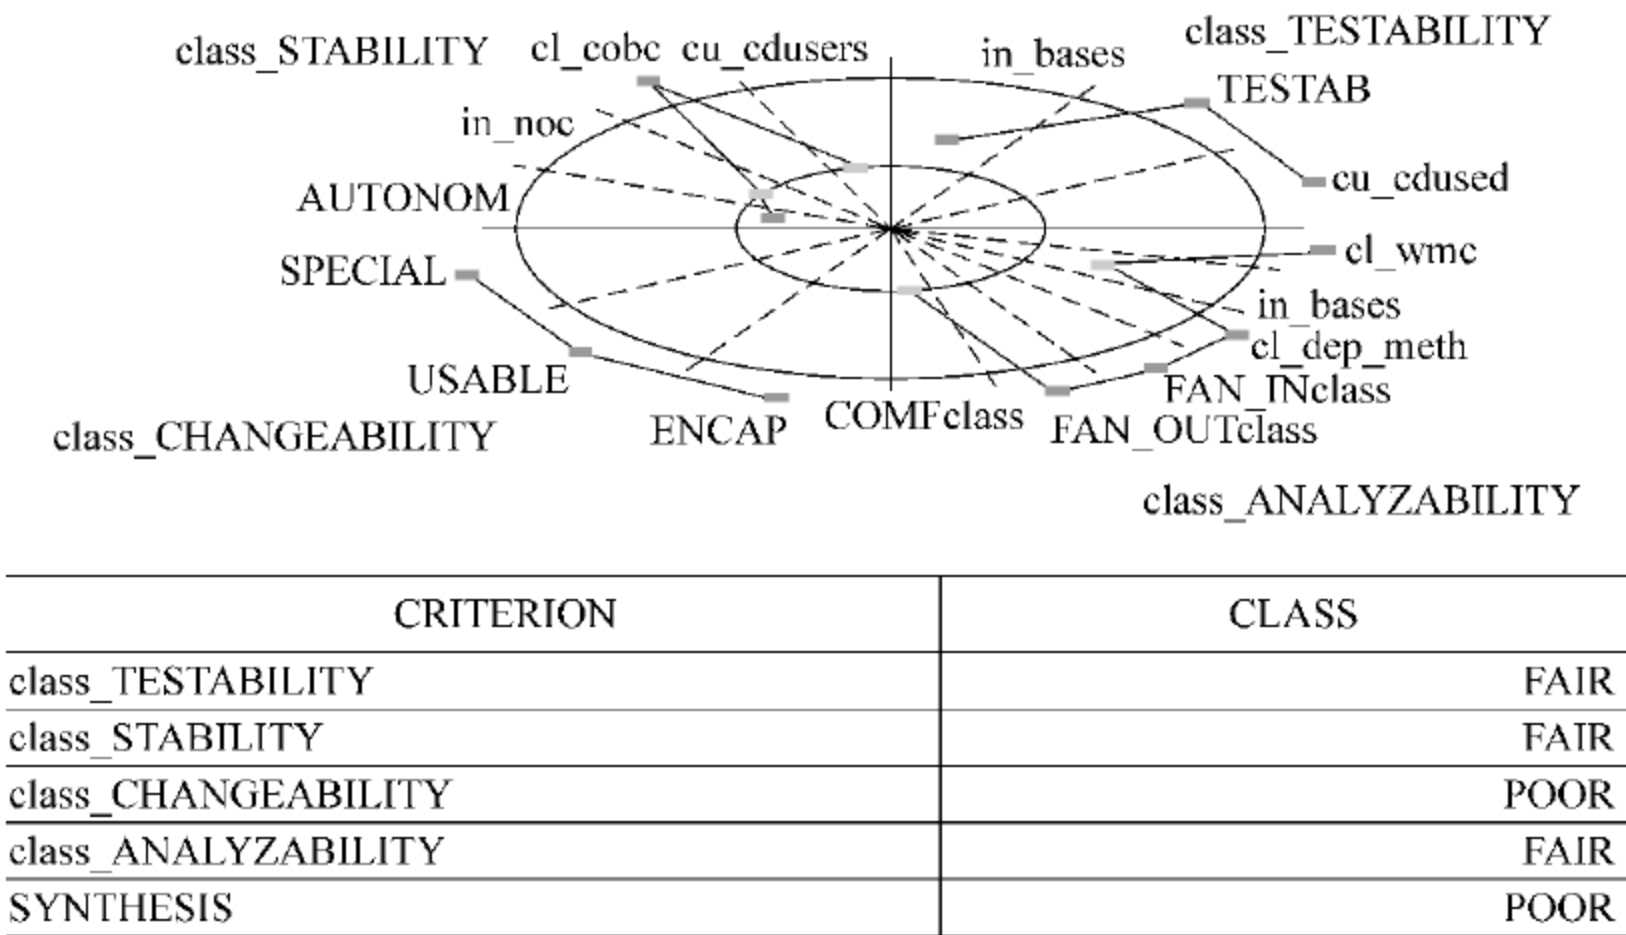 class_TESTABILITY
class_STABILITY cl_cobc cu_cdusers in_bases
TESTAB
in_noc
cu_cdused
AUTONOM
cl_wmc
SPECIAL
in_bases
cl_dep_meth
USABLE
FAN_INclass
ENCAP COMFclass FAN_OUTclass
class_CHANGEABILITY
class_ANALYZABILITY
CRITERION CLASS
class_TESTABILITY FAIR
class_STABILITY FAIR
class_CHANGEABILITY POOR
class_ANALYZABILITY FAIR
SYNTHESIS POOR